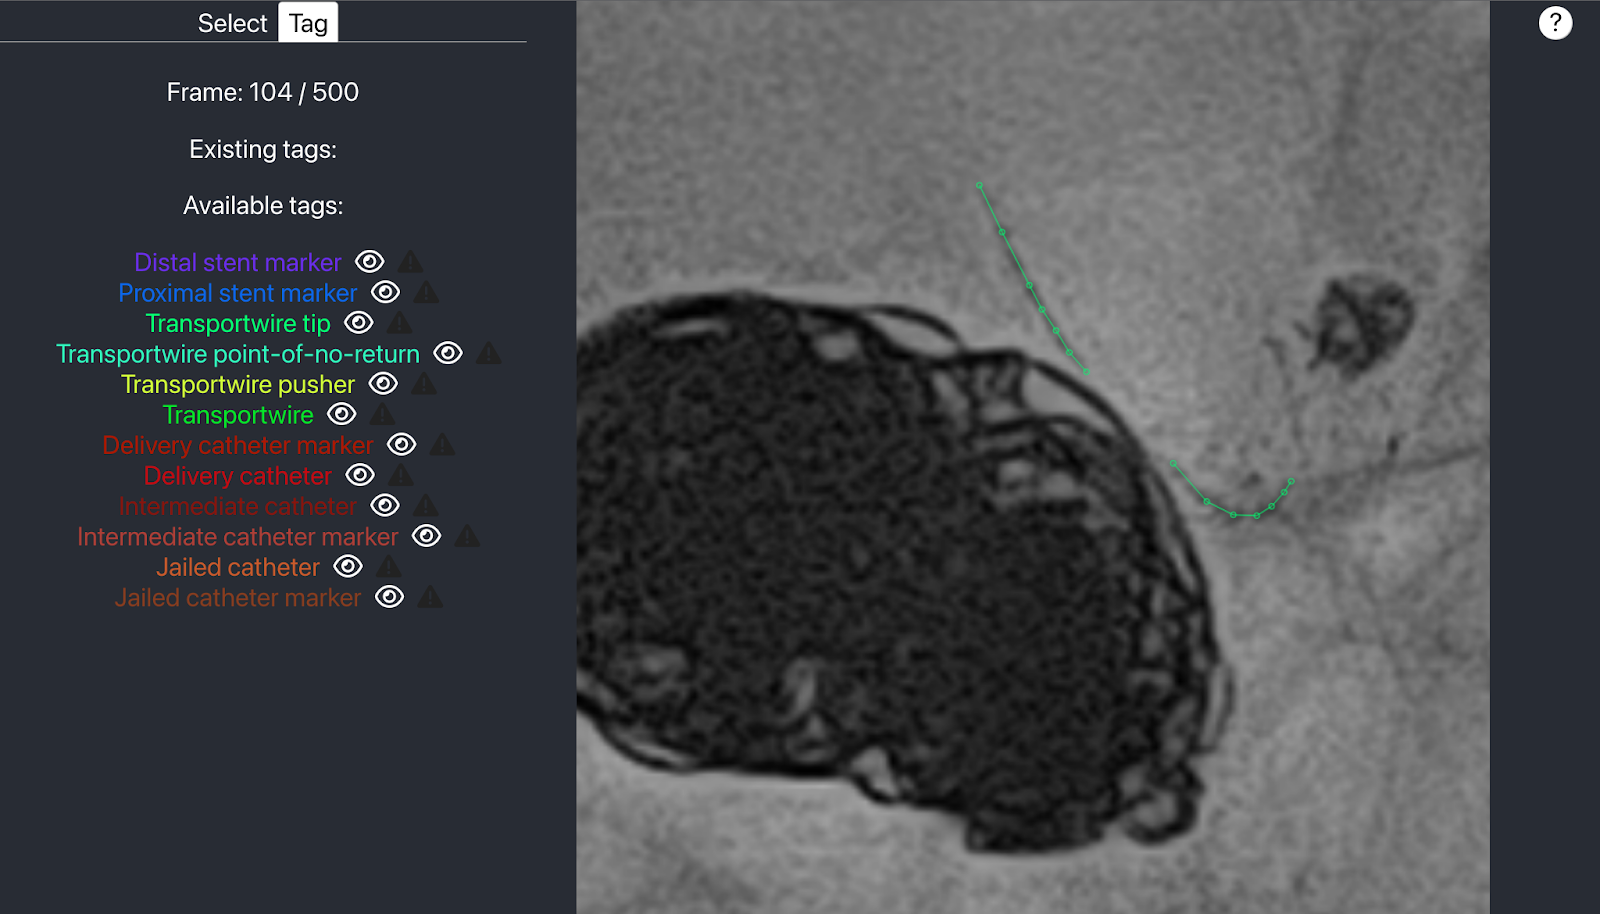 Select Tag
?
Frame: 104 / 500
Existing tags:
Available tags:
Distal stent marker
Proximal stent marker
Transportwire tip
Transportwire point-of-no-return
Transportwire pusher
Transportwire
Delivery catheter marker
Delivery catheter
Intermediate catheter
Intermediate catheter marker
Jailed catheter
Jailed catheter marker